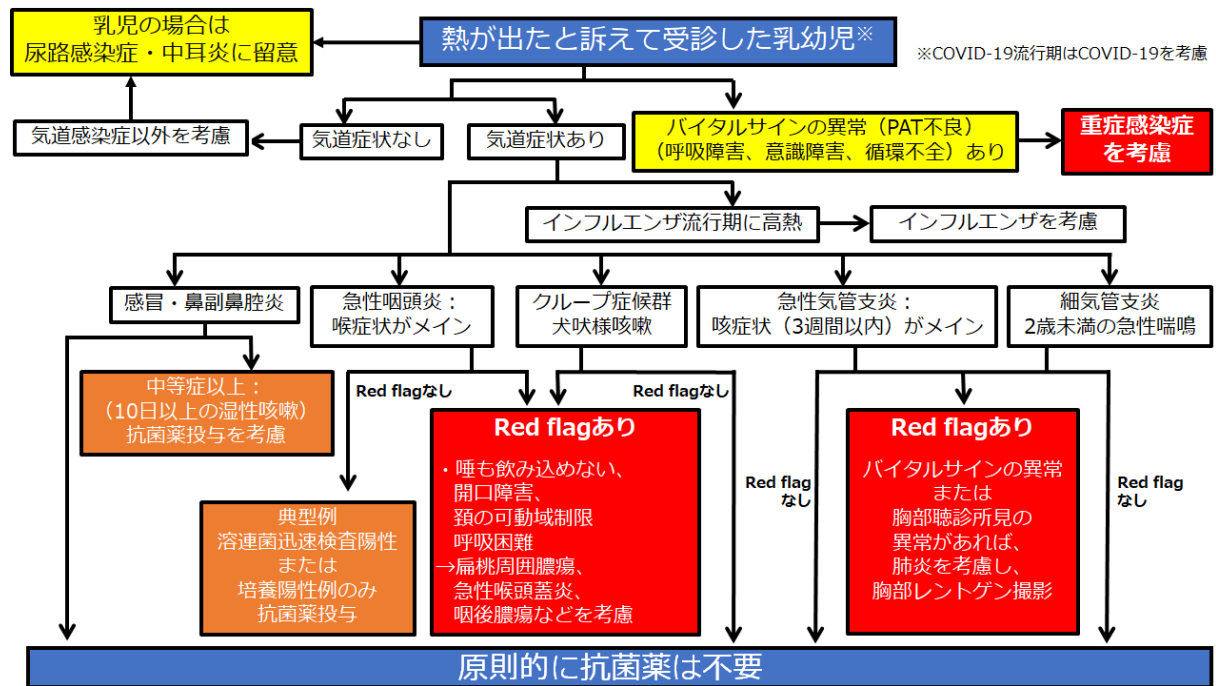 乳児の場合は
尿路感染症・中耳炎に留意
熱が出たと訴えて受診した乳幼児※
※COVID-19流行期はCOVID-19を考慮
気道感染症以外を考慮
気道症状なし
気道症状あり
バイタルサインの異常（PAT不良）
（呼吸障害、意識障害、循環不全）あり
重症感染症
を考慮
インフルエンザ流行期に高熱
インフルエンザを考慮
感冒・鼻副鼻腔炎
急性咽頭炎：
喉症状がメイン
クループ症候群
犬吠様咳嗽
急性気管支炎：
咳症状（3週間以内）がメイン
細気管支炎
2歳未満の急性喘鳴
中等症以上：
（10日以上の湿性咳嗽）
抗菌薬投与を考慮
Red flagなし
典型例
溶連菌迅速検査陽性
または
培養陽性例のみ
抗菌薬投与
Red flagあり
・唾も飲み込めない、
開口障害、
頚の可動域制限
呼吸困難
→扁桃周囲膿瘍、
急性喉頭蓋炎、
咽後膿瘍などを考慮
Red flagなし
Red flag
なし
Red flagあり
バイタルサインの異常
または
胸部聴診所見の
異常があれば、
肺炎を考慮し、
胸部レントゲン撮影
Red flag
なし
原則的に抗菌薬は不要